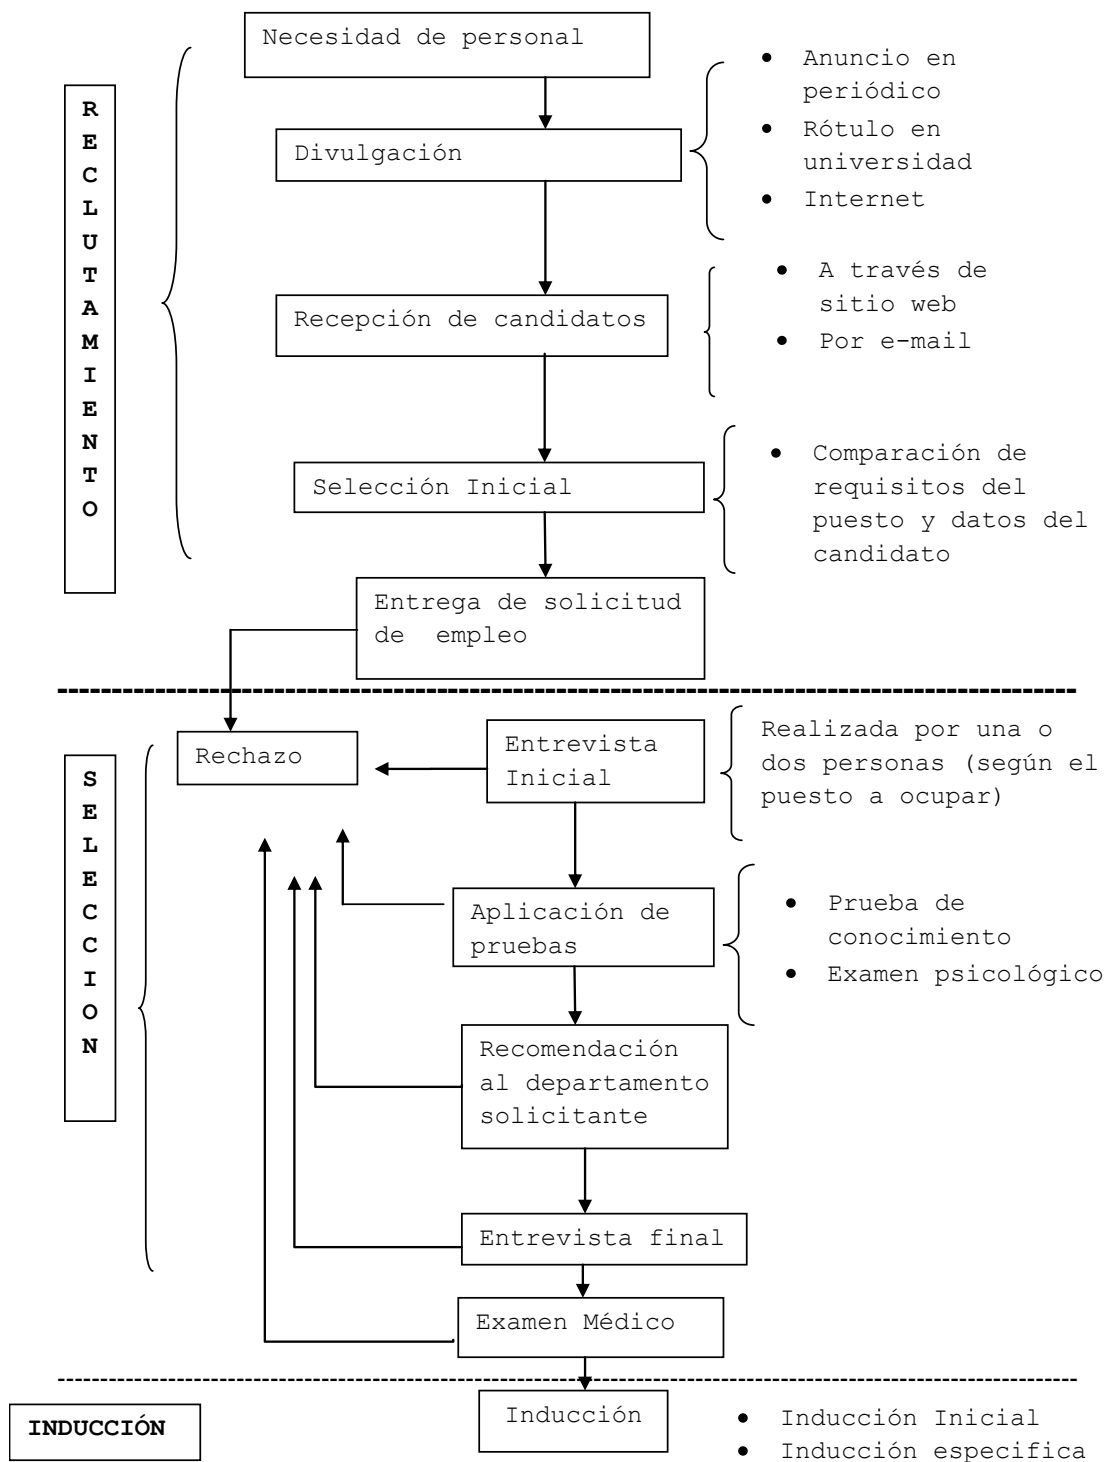 Necesidad de personal
• Anuncio en
periódico
• Rótulo en
universidad
• Internet
R
E
C
L
U
T
A
M
I
E
N
T
O
Divulgación
• A través de
sitio web
• Por e-mail
Recepción de candidatos
• Comparación de
requisitos del
puesto y datos del
candidato
Selección Inicial
Entrega de solicitud
de empleo
Rechazo
Entrevista
Inicial
Realizada por una o
dos personas (según el
puesto a ocupar)
S
E
L
E
C
C
I
O
N
Aplicación de
pruebas
• Prueba de
conocimiento
• Examen psicológico
Recomendación
al departamento
solicitante
Entrevista final
Examen Médico
INDUCCIÓN
Inducción
• Inducción Inicial
• Inducción especifica